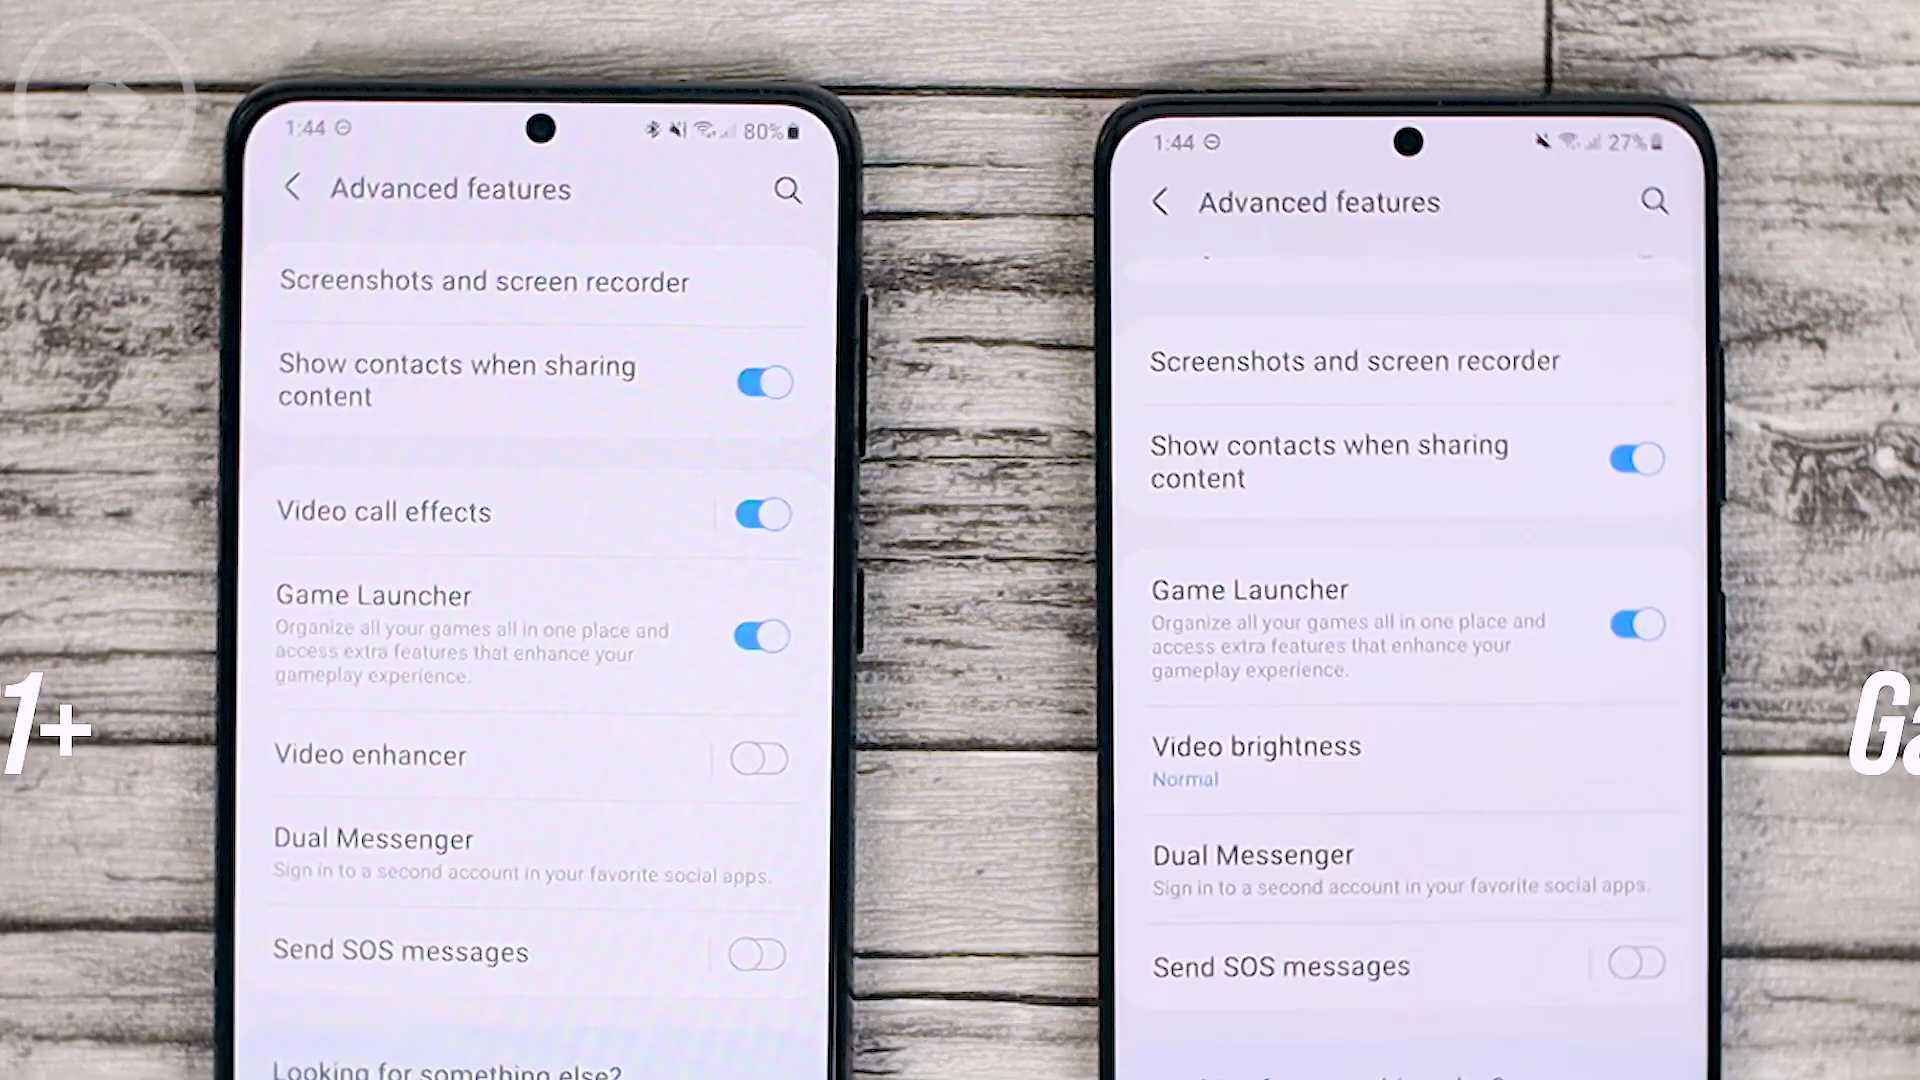 1:44
80%
Advanced features
Screenshots and screen recorder
Show contacts when sharing
content
Video call effects
Game Launcher
Organize all your games all in one place and
access extra features that enhance your
gameplay experience.
Video enhancer
Dual Messenger
Sign in to a second account in your favorite social apps.
Send SOS messages
Looking for something else?
1:44
27%
Advanced features
Screenshots and screen recorder
Show contacts when sharing
content
Game Launcher
Organize all your games all in one place and
access extra features that enhance your
gameplay experience.
Video brightness
Normal
Dual Messenger
Sign in to a second account in your favorite social apps.
Send SOS messages
1+
Ga